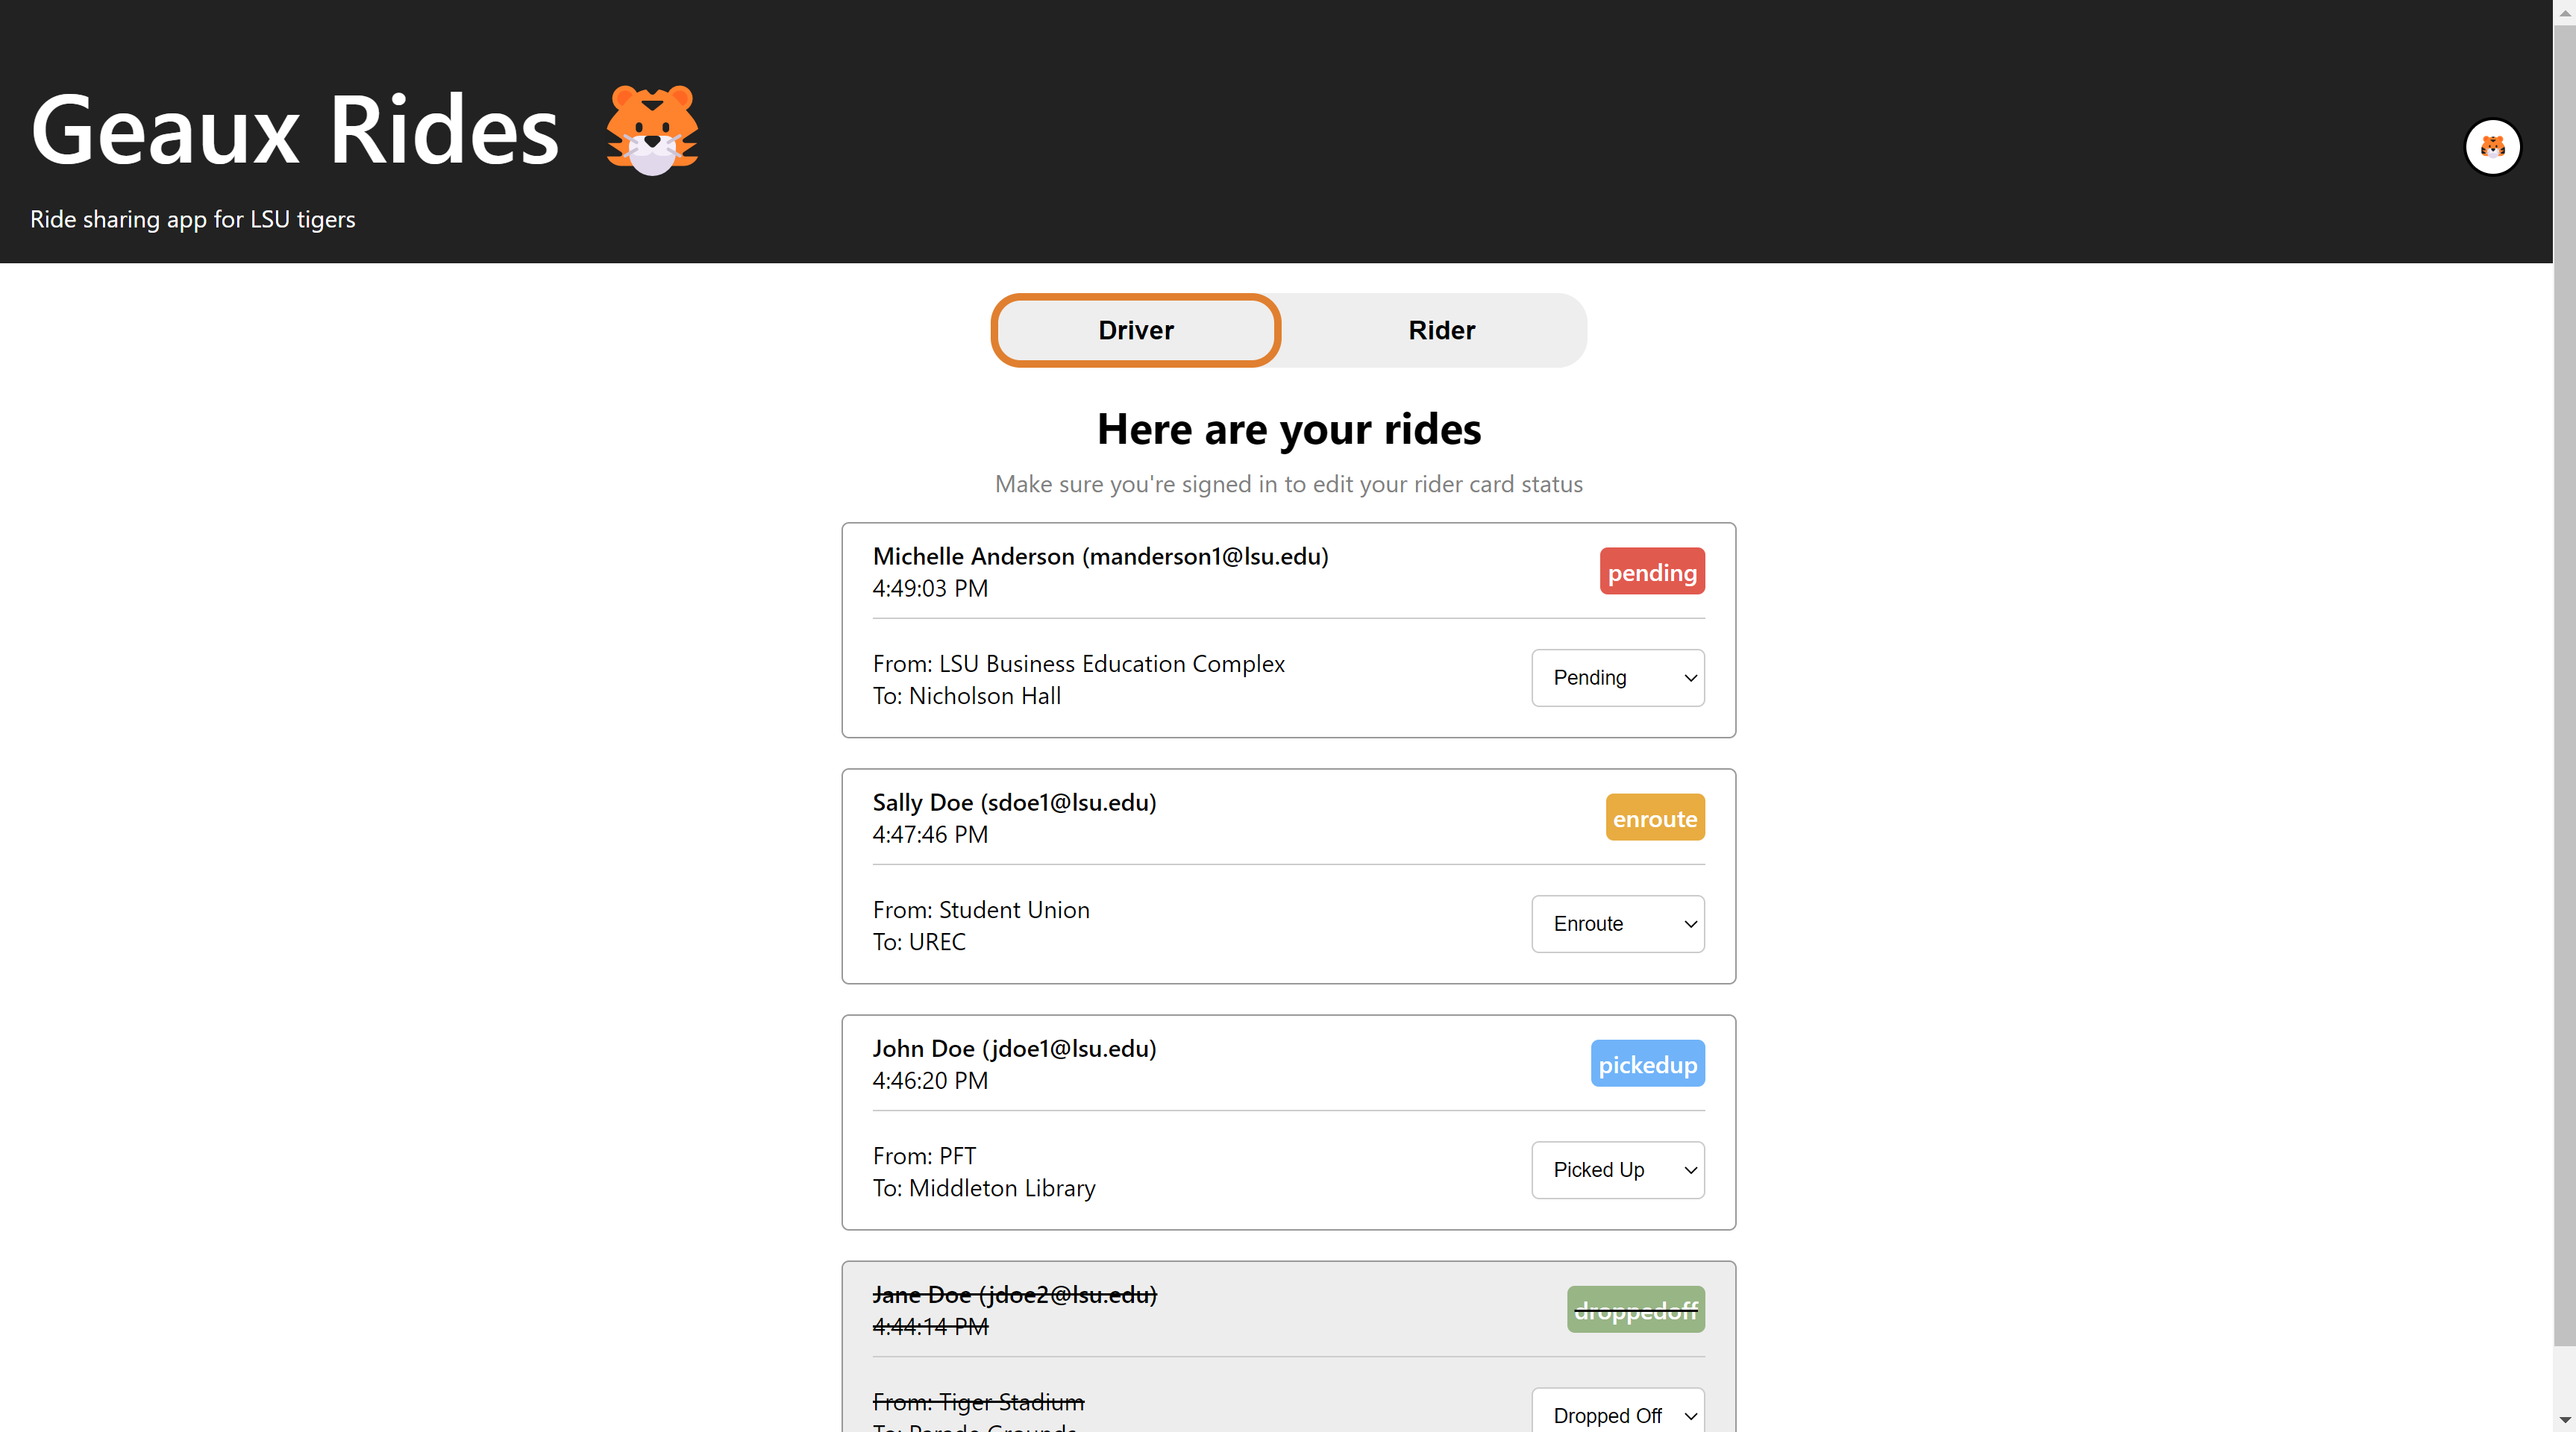 Geaux Rides
Ride sharing app for LSU tigers
Driver
Rider
Here are your rides
Make sure you're signed in to edit your rider card status
Michelle Anderson (manderson1@lsu.edu)
4:49:03 PM
pending
From: LSU Business Education Complex
To: Nicholson Hall
Pending
Sally Doe (sdoe1@lsu.edu)
4:47:46 PM
enroute
From: Student Union
To: UREC
Enroute
John Doe (jdoe1@lsu.edu)
4:46:20 PM
pickedup
From: PFT
To: Middleton Library
Picked Up
Jane Doe (jdoe2@lsu.edu)
4:44:14 PM
droppedoff
From: Tiger Stadium
To: Parade Grounds
Dropped Off